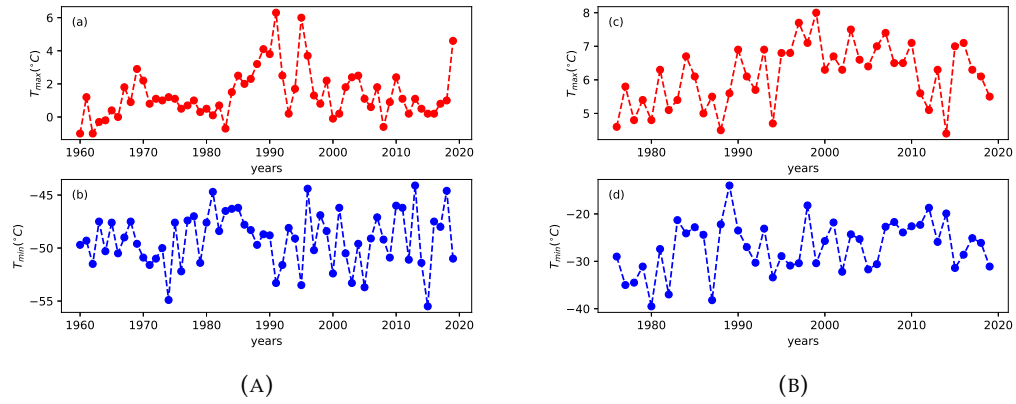 (a)
T_max(°C)
6
4
2
0
1960 1970 1980 1990 2000 2010 2020
years
(b)
T_min(°C)
−45
−50
−55
1960 1970 1980 1990 2000 2010 2020
years
(A)
(c)
T_max(°C)
8
7
6
5
1980 1990 2000 2010 2020
years
(d)
T_min(°C)
−20
−30
−40
1980 1990 2000 2010 2020
years
(B)